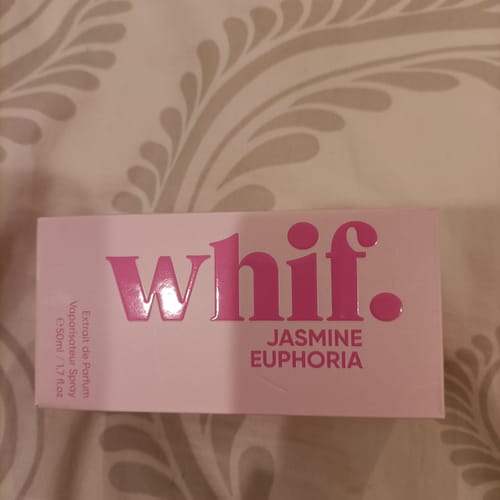 whif.
JASMINE
EUPHORIA
Extrait de Parfum
Vaporisateur Spray
℮50ml / 1.7 fl.oz